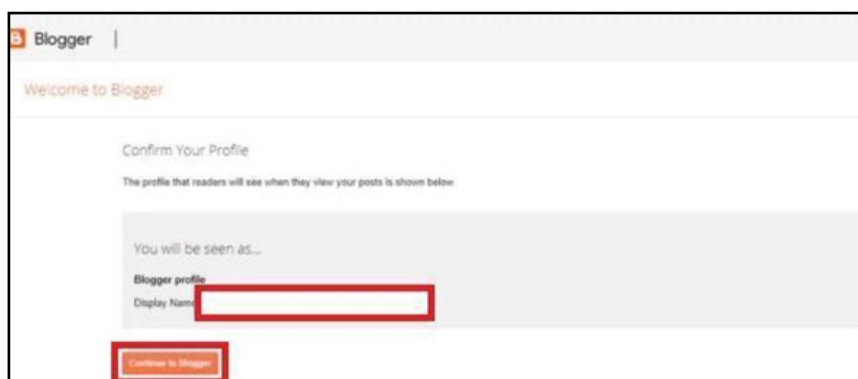 Blogger
Welcome to Blogger
Confirm Your Profile
The profile that readers will see when they view your posts is shown below.
You will be seen as...
Blogger profile
Display Name
Continue to Blogger